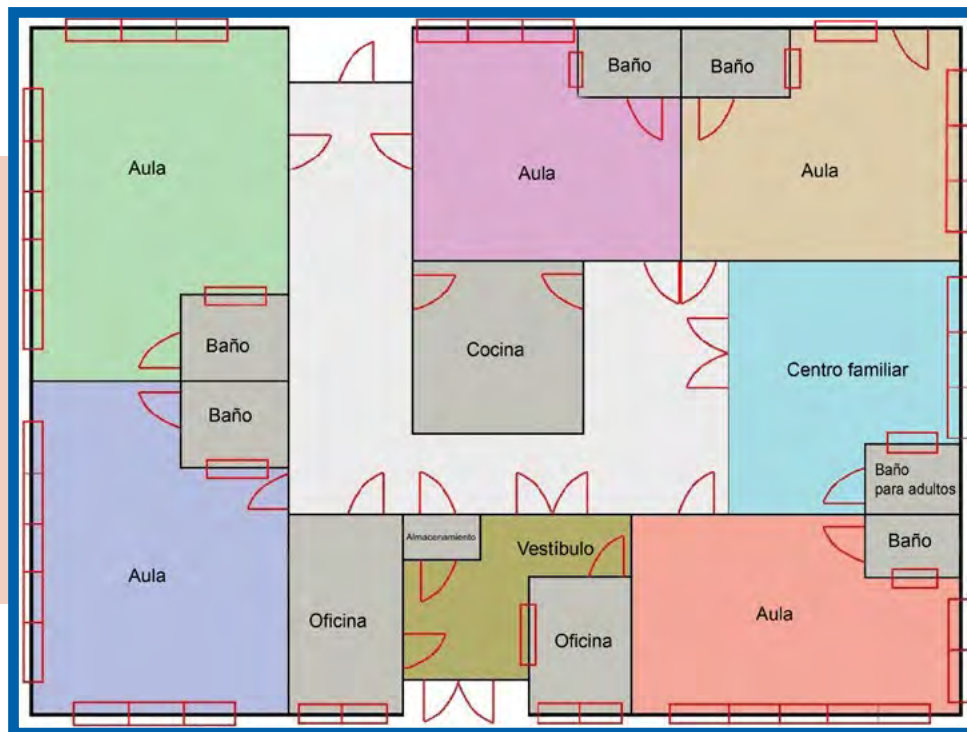 Baño
Baño
Aula
Aula
Aula
Baño
Cocina
Centro familiar
Baño
Baño
para adultos
Almacenamiento
Vestíbulo
Baño
Aula
Oficina
Oficina
Aula